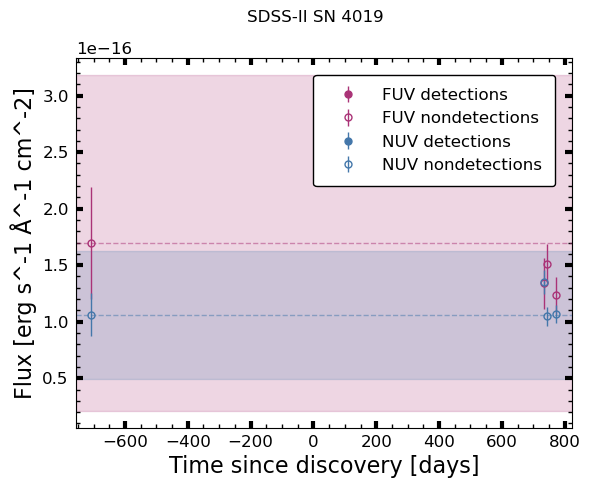 SDSS-II SN 4019
1e−16
FUV detections
FUV nondetections
NUV detections
NUV nondetections
3.0
2.5
2.0
1.5
1.0
0.5
Flux [erg s^-1 Å^-1 cm^-2]
−600 −400 −200 0 200 400 600 800
Time since discovery [days]